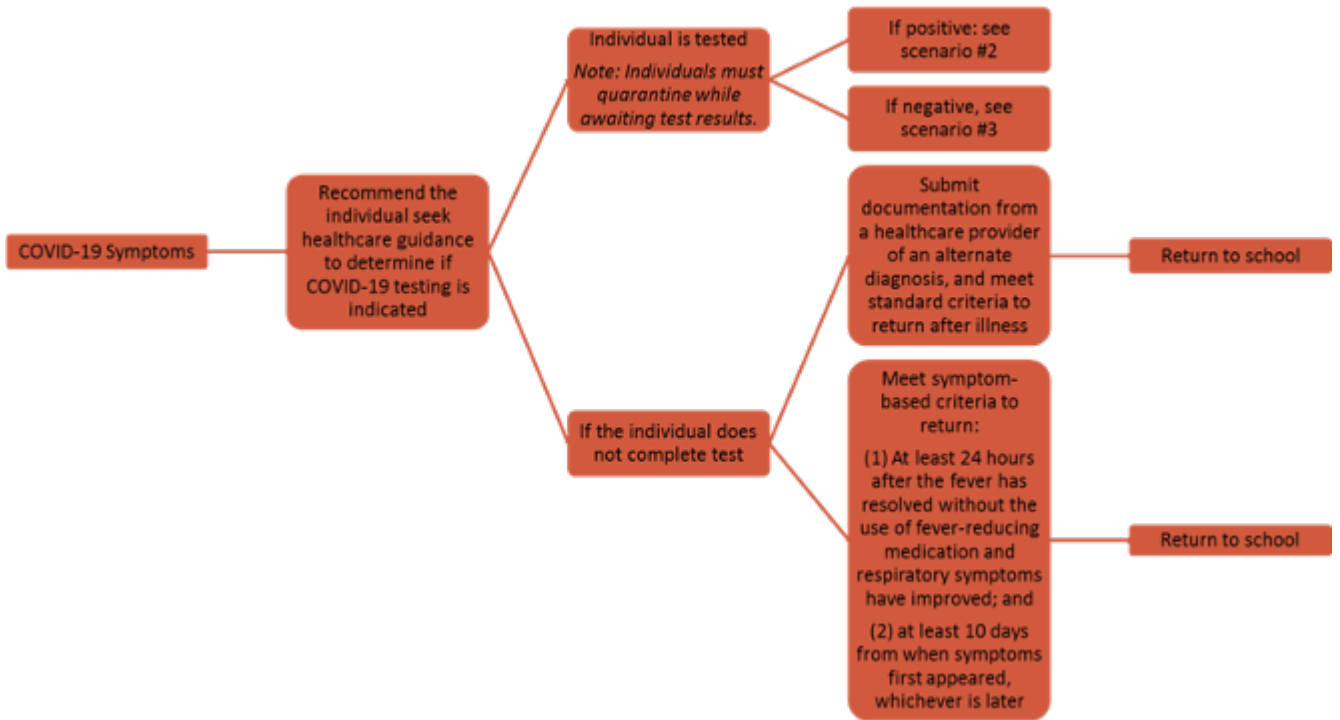 COVID-19 Symptoms
Recommend the
individual seek
healthcare guidance
to determine if
COVID-19 testing is
indicated
Individual is tested
Note: Individuals must
quarantine while
awaiting test results.
If positive: see
scenario #2
If negative, see
scenario #3
If the individual does
not complete test
Submit
documentation from
a healthcare provider
of an alternate
diagnosis, and meet
standard criteria to
return after illness
Return to school
Meet symptom-
based criteria to
return:
(1) At least 24 hours
after the fever has
resolved without the
use of fever-reducing
medication and
respiratory symptoms
have improved; and
(2) at least 10 days
from when symptoms
first appeared,
whichever is later
Return to school